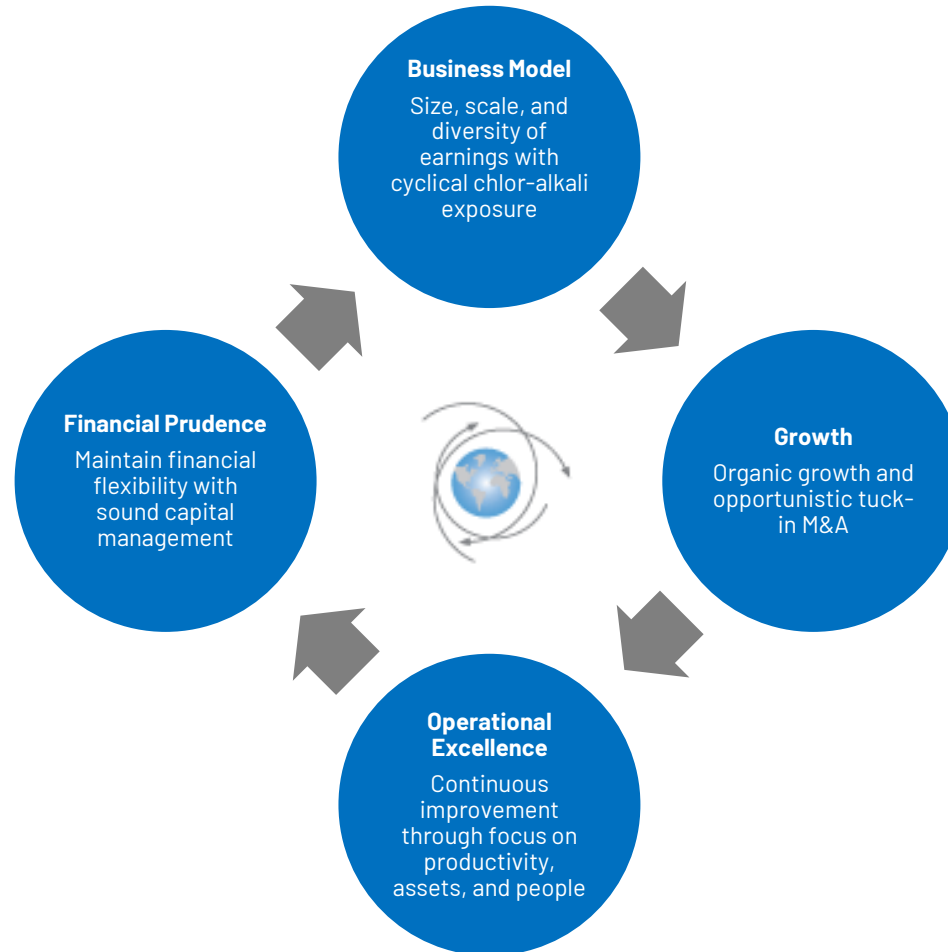 Business Model
Size, scale, and
diversity of
earnings with
cyclical chlor-alkali
exposure
Financial Prudence
Maintain financial
flexibility with
sound capital
management
Growth
Organic growth and
opportunistic tuck-
in M&A
Operational
Excellence
Continuous
improvement
through focus on
productivity,
assets, and people